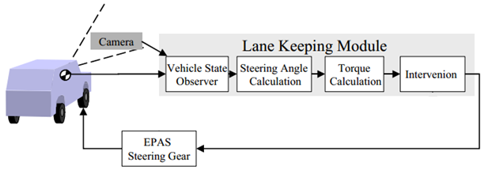 Camera
Lane Keeping Module
Vehicle State
Observer
Steering Angle
Calculation
Torque
Calculation
Intervenion
EPAS
Steering Gear